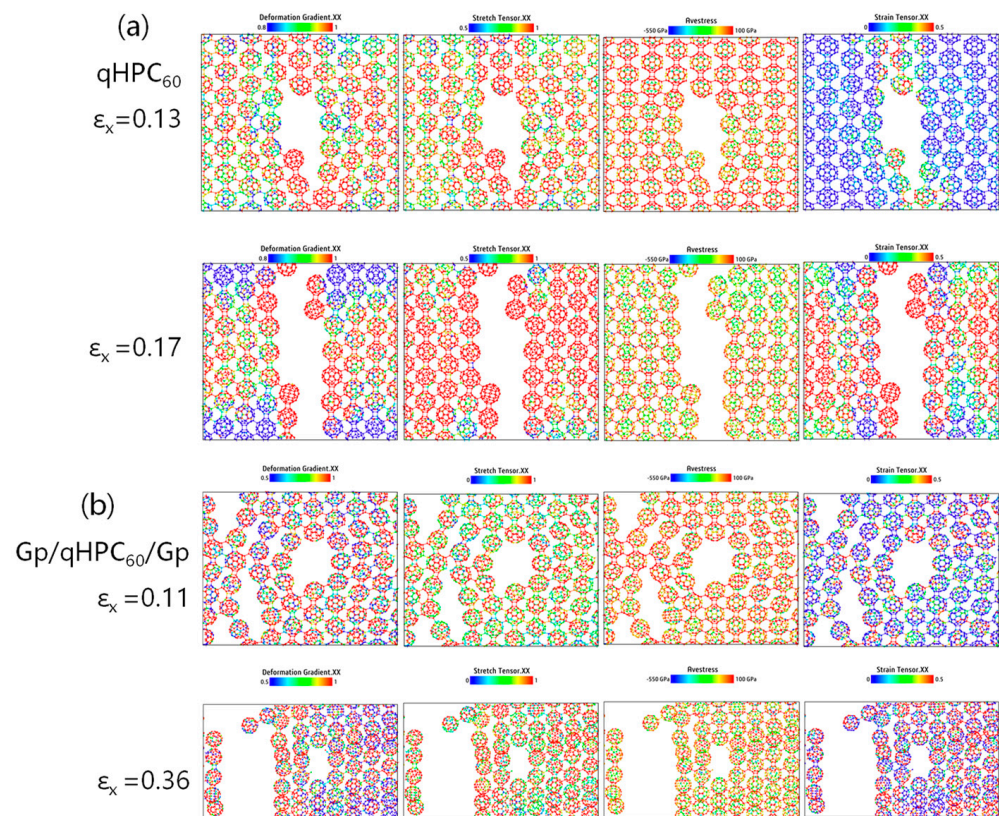 (a)
qHPC₆₀
εₓ=0.13
Deformation Gradient.XX
0.8 1
Stretch Tensor.XX
0.5 1
Avestress
-550 GPa 100 GPa
Strain Tensor.XX
0 0.5
εₓ=0.17
Deformation Gradient.XX
0.8 1
Stretch Tensor.XX
0.5 1
Avestress
-550 GPa 100 GPa
Strain Tensor.XX
0 0.5
(b)
Gp/qHPC₆₀/Gp
εₓ=0.11
Deformation Gradient.XX
0.5 1
Stretch Tensor.XX
0 1
Avestress
-550 GPa 100 GPa
Strain Tensor.XX
0 0.5
εₓ=0.36
Deformation Gradient.XX
0.5 1
Stretch Tensor.XX
0 1
Avestress
-550 GPa 100 GPa
Strain Tensor.XX
0 0.5